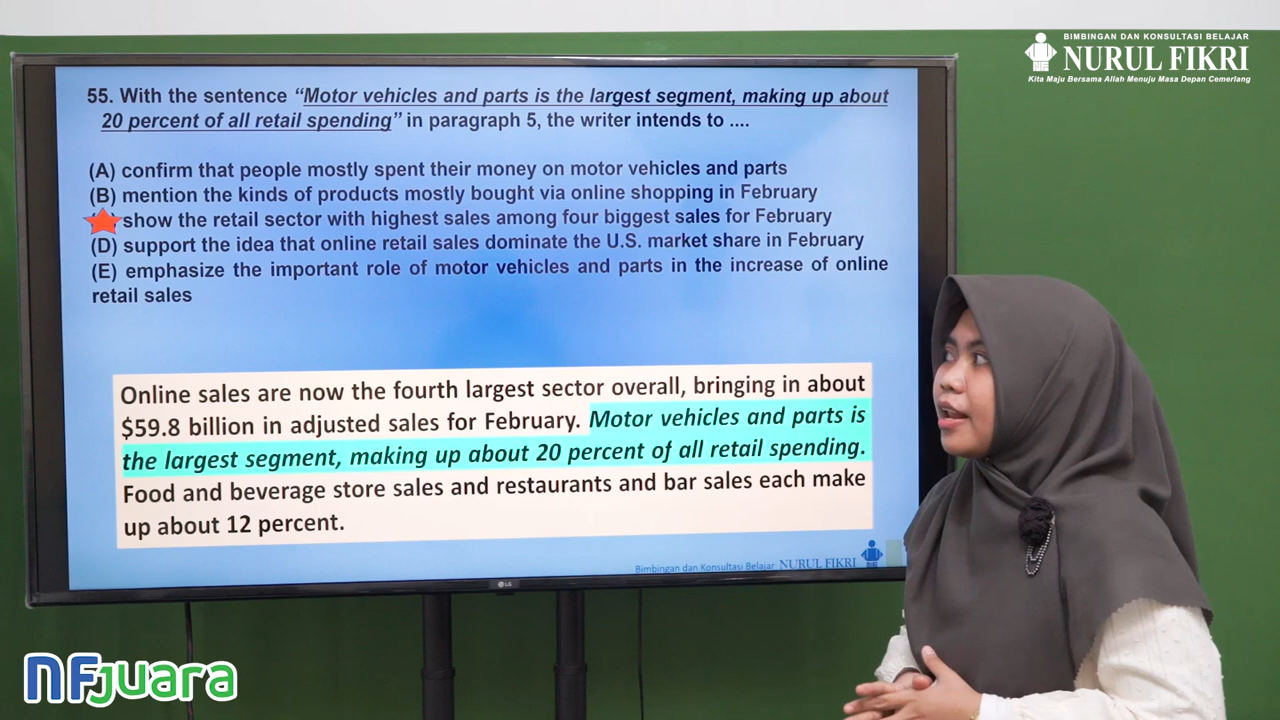 BIMBINGAN DAN KONSULTASI BELAJAR
NURUL FIKRI
Kita Maju Bersama Allah Menuju Masa Depan Cemerlang
55. With the sentence “Motor vehicles and parts is the largest segment, making up about
20 percent of all retail spending” in paragraph 5, the writer intends to ....
(A) confirm that people mostly spent their money on motor vehicles and parts
(B) mention the kinds of products mostly bought via online shopping in February
show the retail sector with highest sales among four biggest sales for February
(D) support the idea that online retail sales dominate the U.S. market share in February
(E) emphasize the important role of motor vehicles and parts in the increase of online
retail sales
Online sales are now the fourth largest sector overall, bringing in about
$59.8 billion in adjusted sales for February. Motor vehicles and parts is
the largest segment, making up about 20 percent of all retail spending.
Food and beverage store sales and restaurants and bar sales each make
up about 12 percent.
Bimbingan dan Konsultasi Belajar NURUL FIKRI
LG
NFjuara